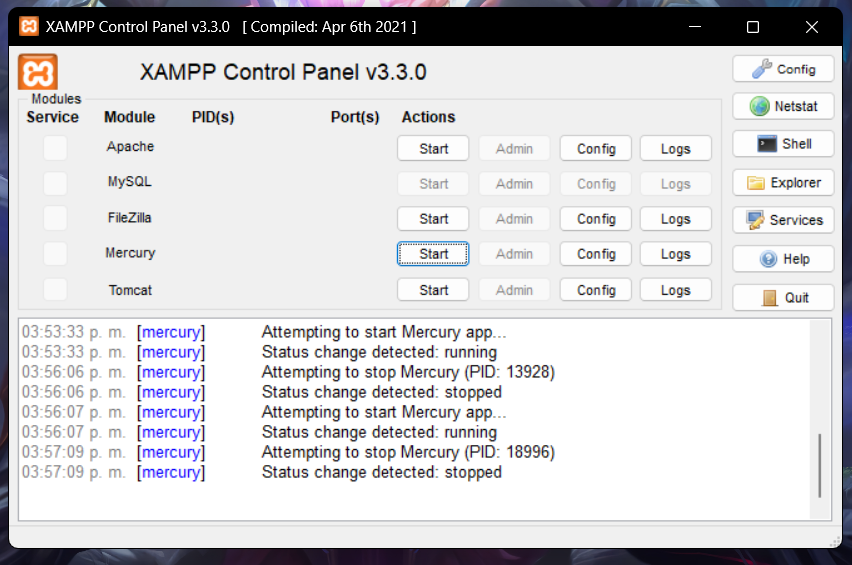 XAMPP Control Panel v3.3.0 [ Compiled: Apr 6th 2021 ]
XAMPP Control Panel v3.3.0
Config
Modules
Service Module PID(s) Port(s) Actions
Netstat
Apache Start Admin Config Logs
Shell
MySQL Start Admin Config Logs
Explorer
FileZilla Start Admin Config Logs
Services
Mercury Start Admin Config Logs
Help
Tomcat Start Admin Config Logs
Quit
03:53:33 p. m. [mercury] Attempting to start Mercury app...
03:53:33 p. m. [mercury] Status change detected: running
03:56:06 p. m. [mercury] Attempting to stop Mercury (PID: 13928)
03:56:06 p. m. [mercury] Status change detected: stopped
03:56:07 p. m. [mercury] Attempting to start Mercury app...
03:56:07 p. m. [mercury] Status change detected: running
03:57:09 p. m. [mercury] Attempting to stop Mercury (PID: 18996)
03:57:09 p. m. [mercury] Status change detected: stopped